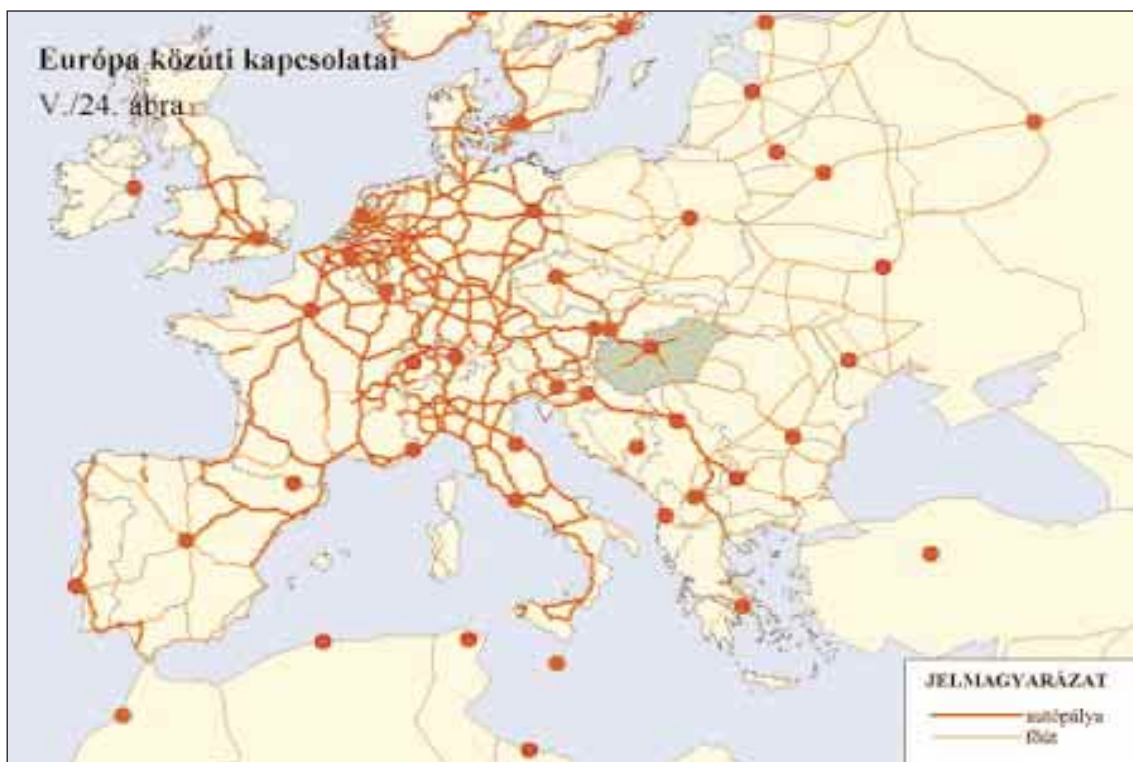 Európa közúti kapcsolatai
V./24. ábra
JELMAGYARÁZAT
autópálya
főút